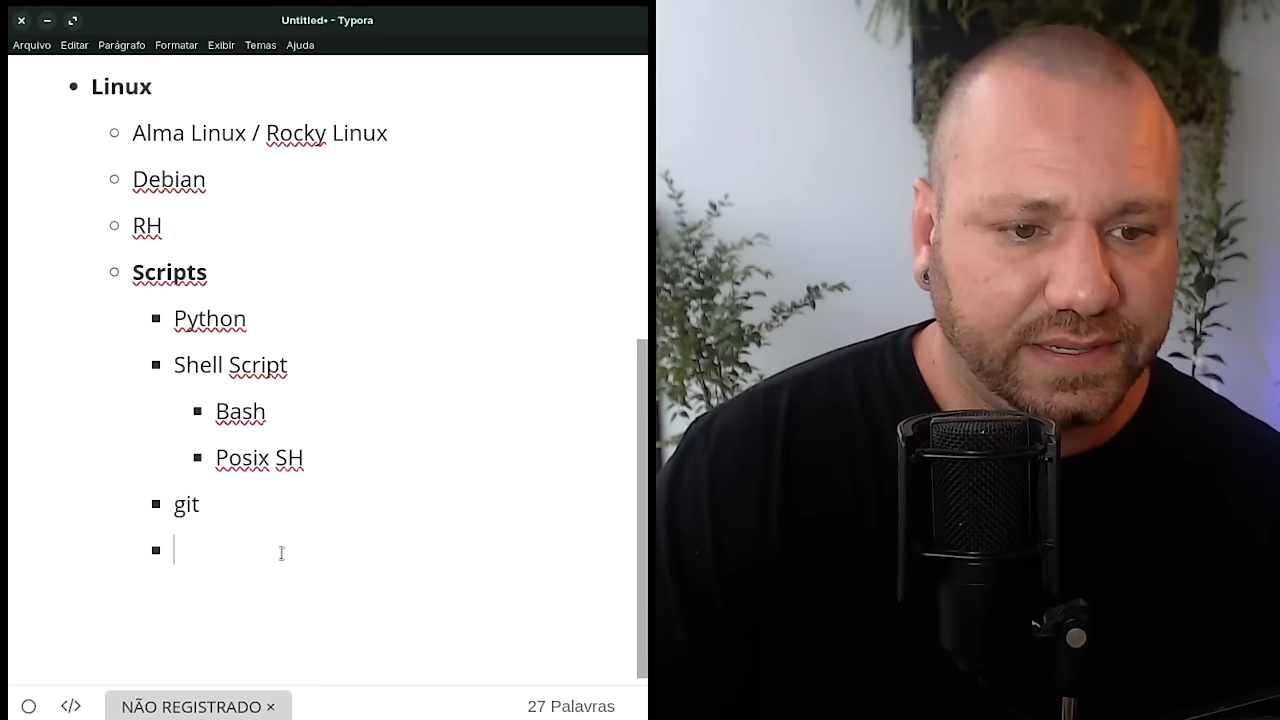 Untitled• - Typora
Arquivo Editar Parágrafo Formatar Exibir Temas Ajuda
Linux
Alma Linux / Rocky Linux
Debian
RH
Scripts
Python
Shell Script
Bash
Posix SH
git
NÃO REGISTRADO ×
27 Palavras